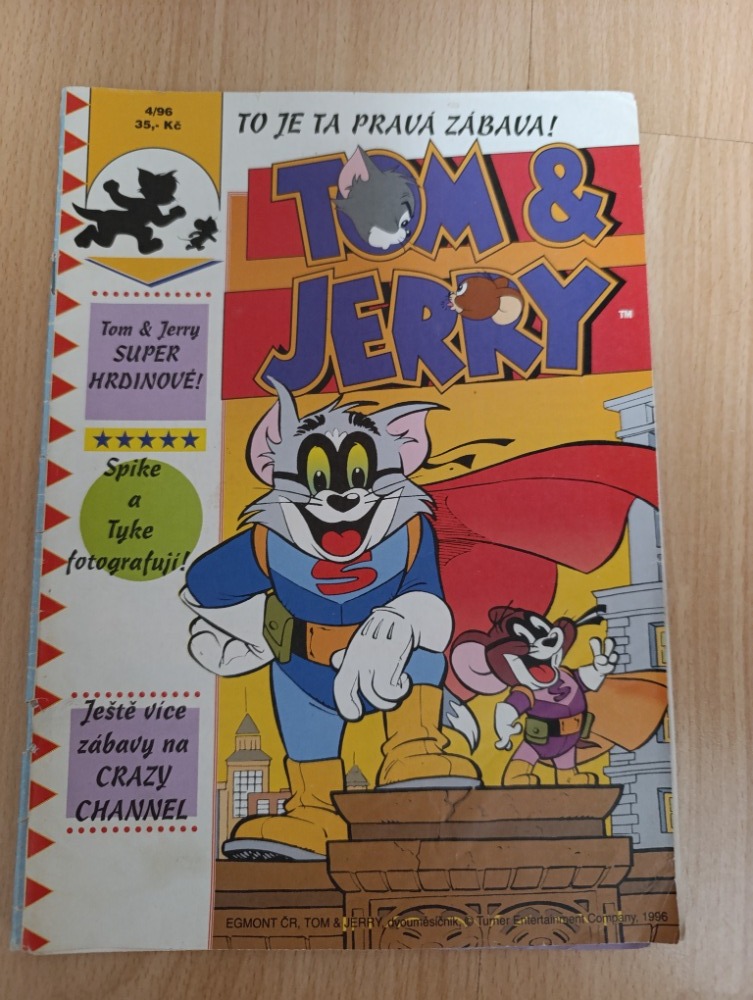 4/96
35,- Kč
TO JE TA PRAVÁ ZÁBAVA!
TOM &
JERRY
TM
Tom & Jerry
SUPER
HRDINOVÉ!
Spike
a
Tyke
fotografují!
Ještě více
zábavy na
CRAZY
CHANNEL
S
S
EGMONT ČR, TOM & JERRY, dvouměsíčník, © Turner Entertainment Company, 1996